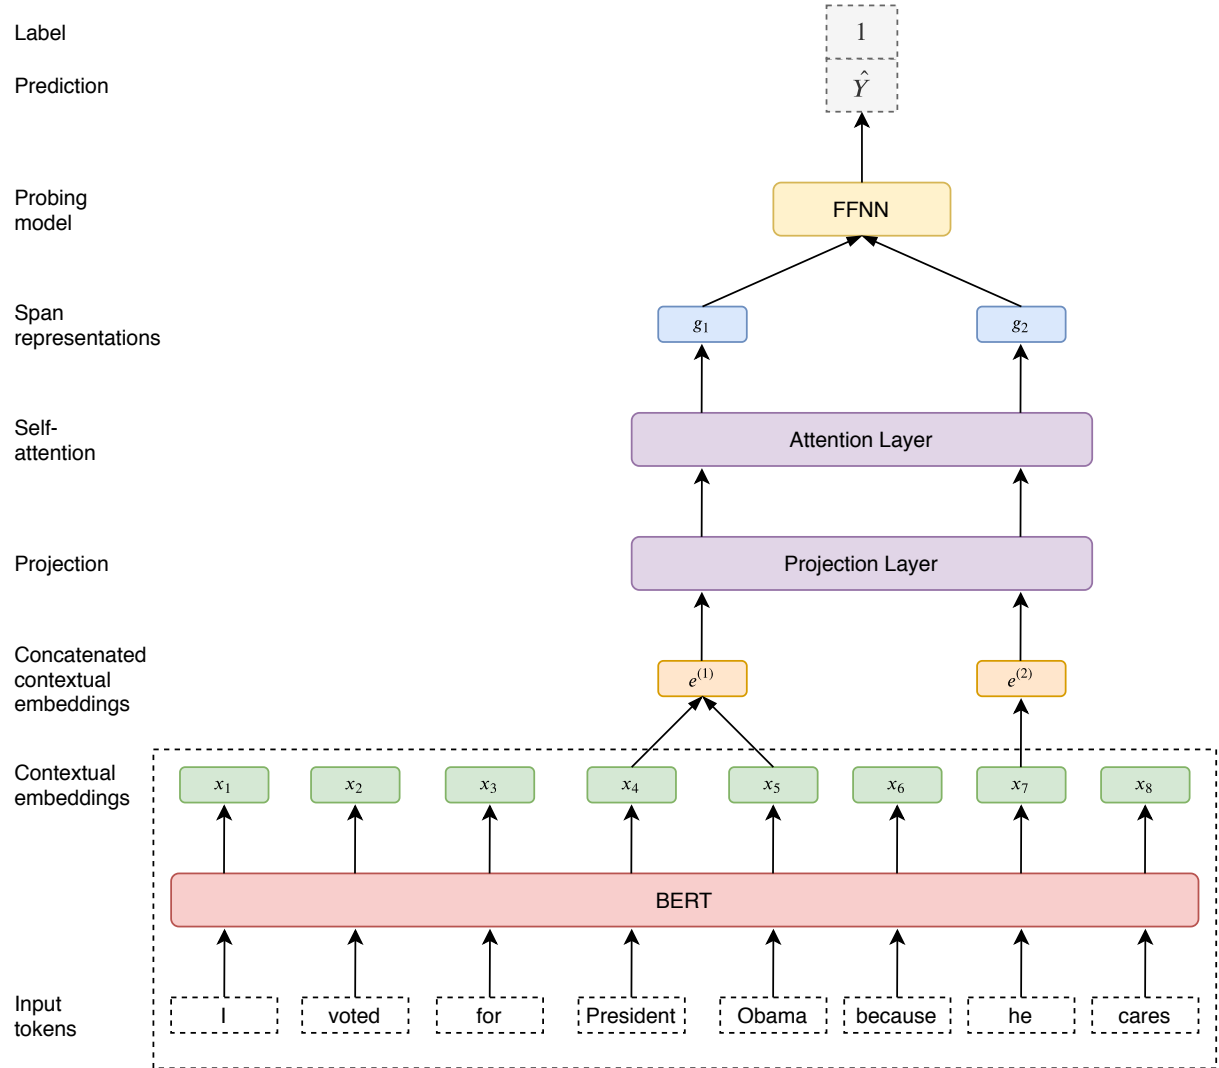 Label
1
Prediction
Ŷ
Probing
model
FFNN
Span
representations
g₁
g₂
Self-
attention
Attention Layer
Projection
Projection Layer
Concatenated
contextual
embeddings
e⁽¹⁾
e⁽²⁾
Contextual
embeddings
x₁ x₂ x₃ x₄ x₅ x₆ x₇ x₈
BERT
Input
tokens
I voted for President Obama because he cares